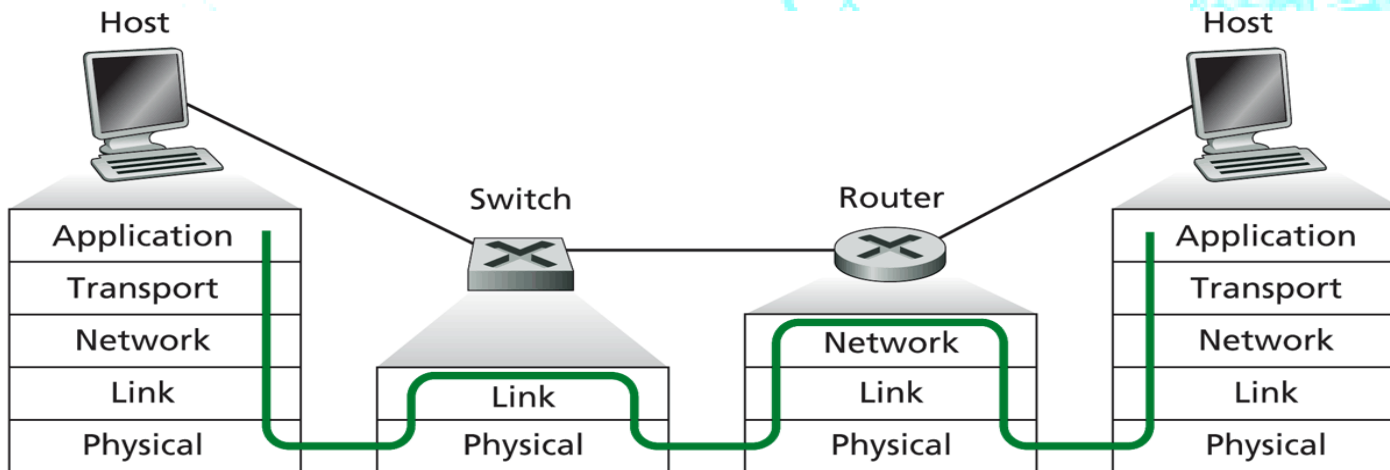 Host
Host
Switch
Router
Application
Transport
Network
Link
Physical
Link
Physical
Network
Link
Physical
Application
Transport
Network
Link
Physical